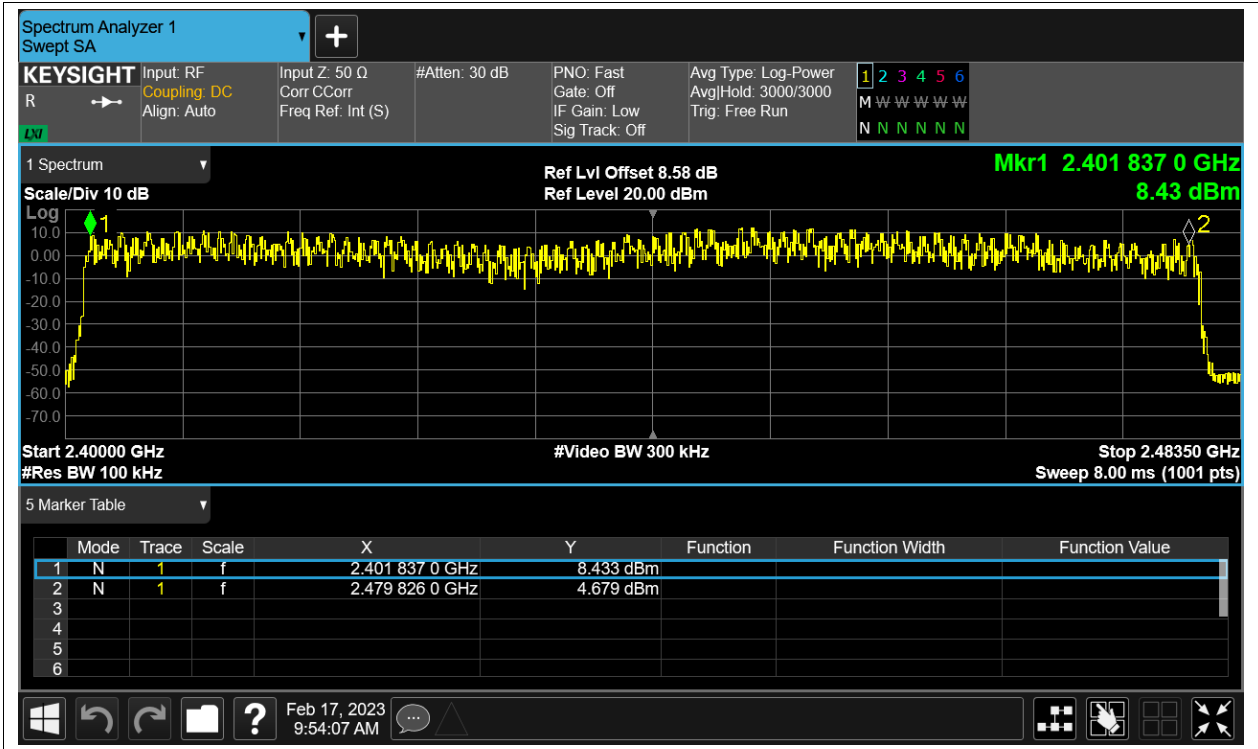 Spectrum Analyzer 1
Swept SA
KEYSIGHT
R
LXI
Input: RF
Coupling: DC
Align: Auto
Input Z: 50 Ω
Corr CCorr
Freq Ref: Int (S)
#Atten: 30 dB
PNO: Fast
Gate: Off
IF Gain: Low
Sig Track: Off
Avg Type: Log-Power
Avg|Hold: 3000/3000
Trig: Free Run
1 2 3 4 5 6
M W W W W W
N N N N N N
1 Spectrum
Scale/Div 10 dB
Ref Lvl Offset 8.58 dB
Ref Level 20.00 dBm
Mkr1 2.401 837 0 GHz
8.43 dBm
Log
10.0
0.00
-10.0
-20.0
-30.0
-40.0
-50.0
-60.0
-70.0
1
2
Start 2.40000 GHz
#Res BW 100 kHz
#Video BW 300 kHz
Stop 2.48350 GHz
Sweep 8.00 ms (1001 pts)
5 Marker Table
Mode Trace Scale X Y Function Function Width Function Value
1 N 1 f 2.401 837 0 GHz 8.433 dBm
2 N 1 f 2.479 826 0 GHz 4.679 dBm
3
4
5
6
?
Feb 17, 2023
9:54:07 AM